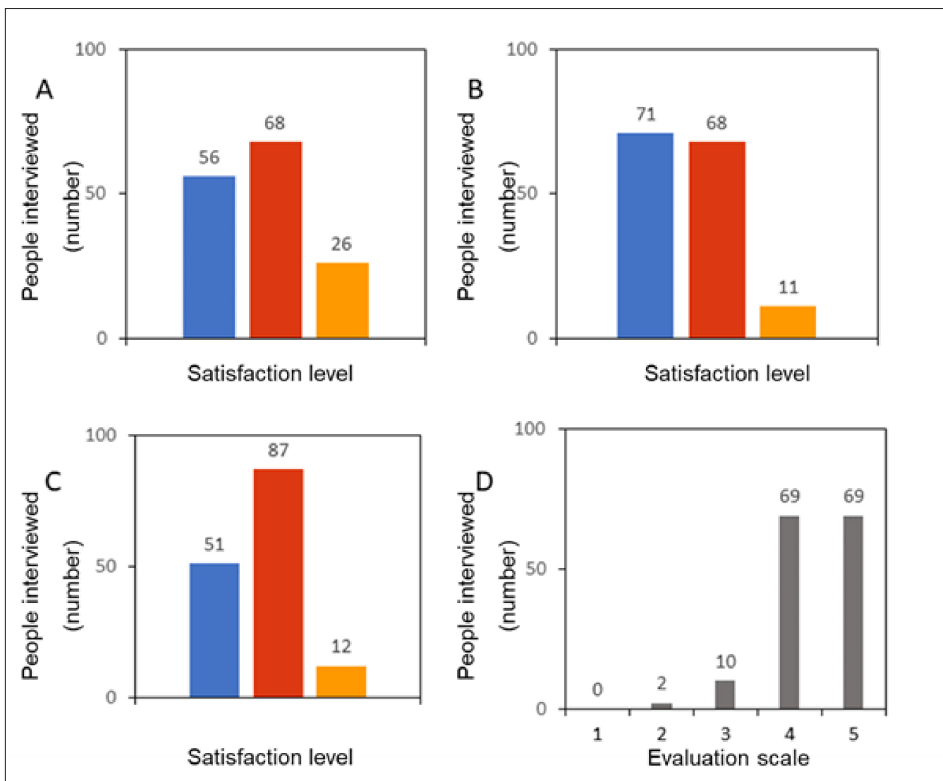 A
People interviewed
(number)
100
50
0
56
68
26
Satisfaction level
B
People interviewed
(number)
100
50
0
71
68
11
Satisfaction level
C
People interviewed
(number)
100
50
0
51
87
12
Satisfaction level
D
People interviewed
(number)
100
50
0
0
2
10
69
69
1 2 3 4 5
Evaluation scale